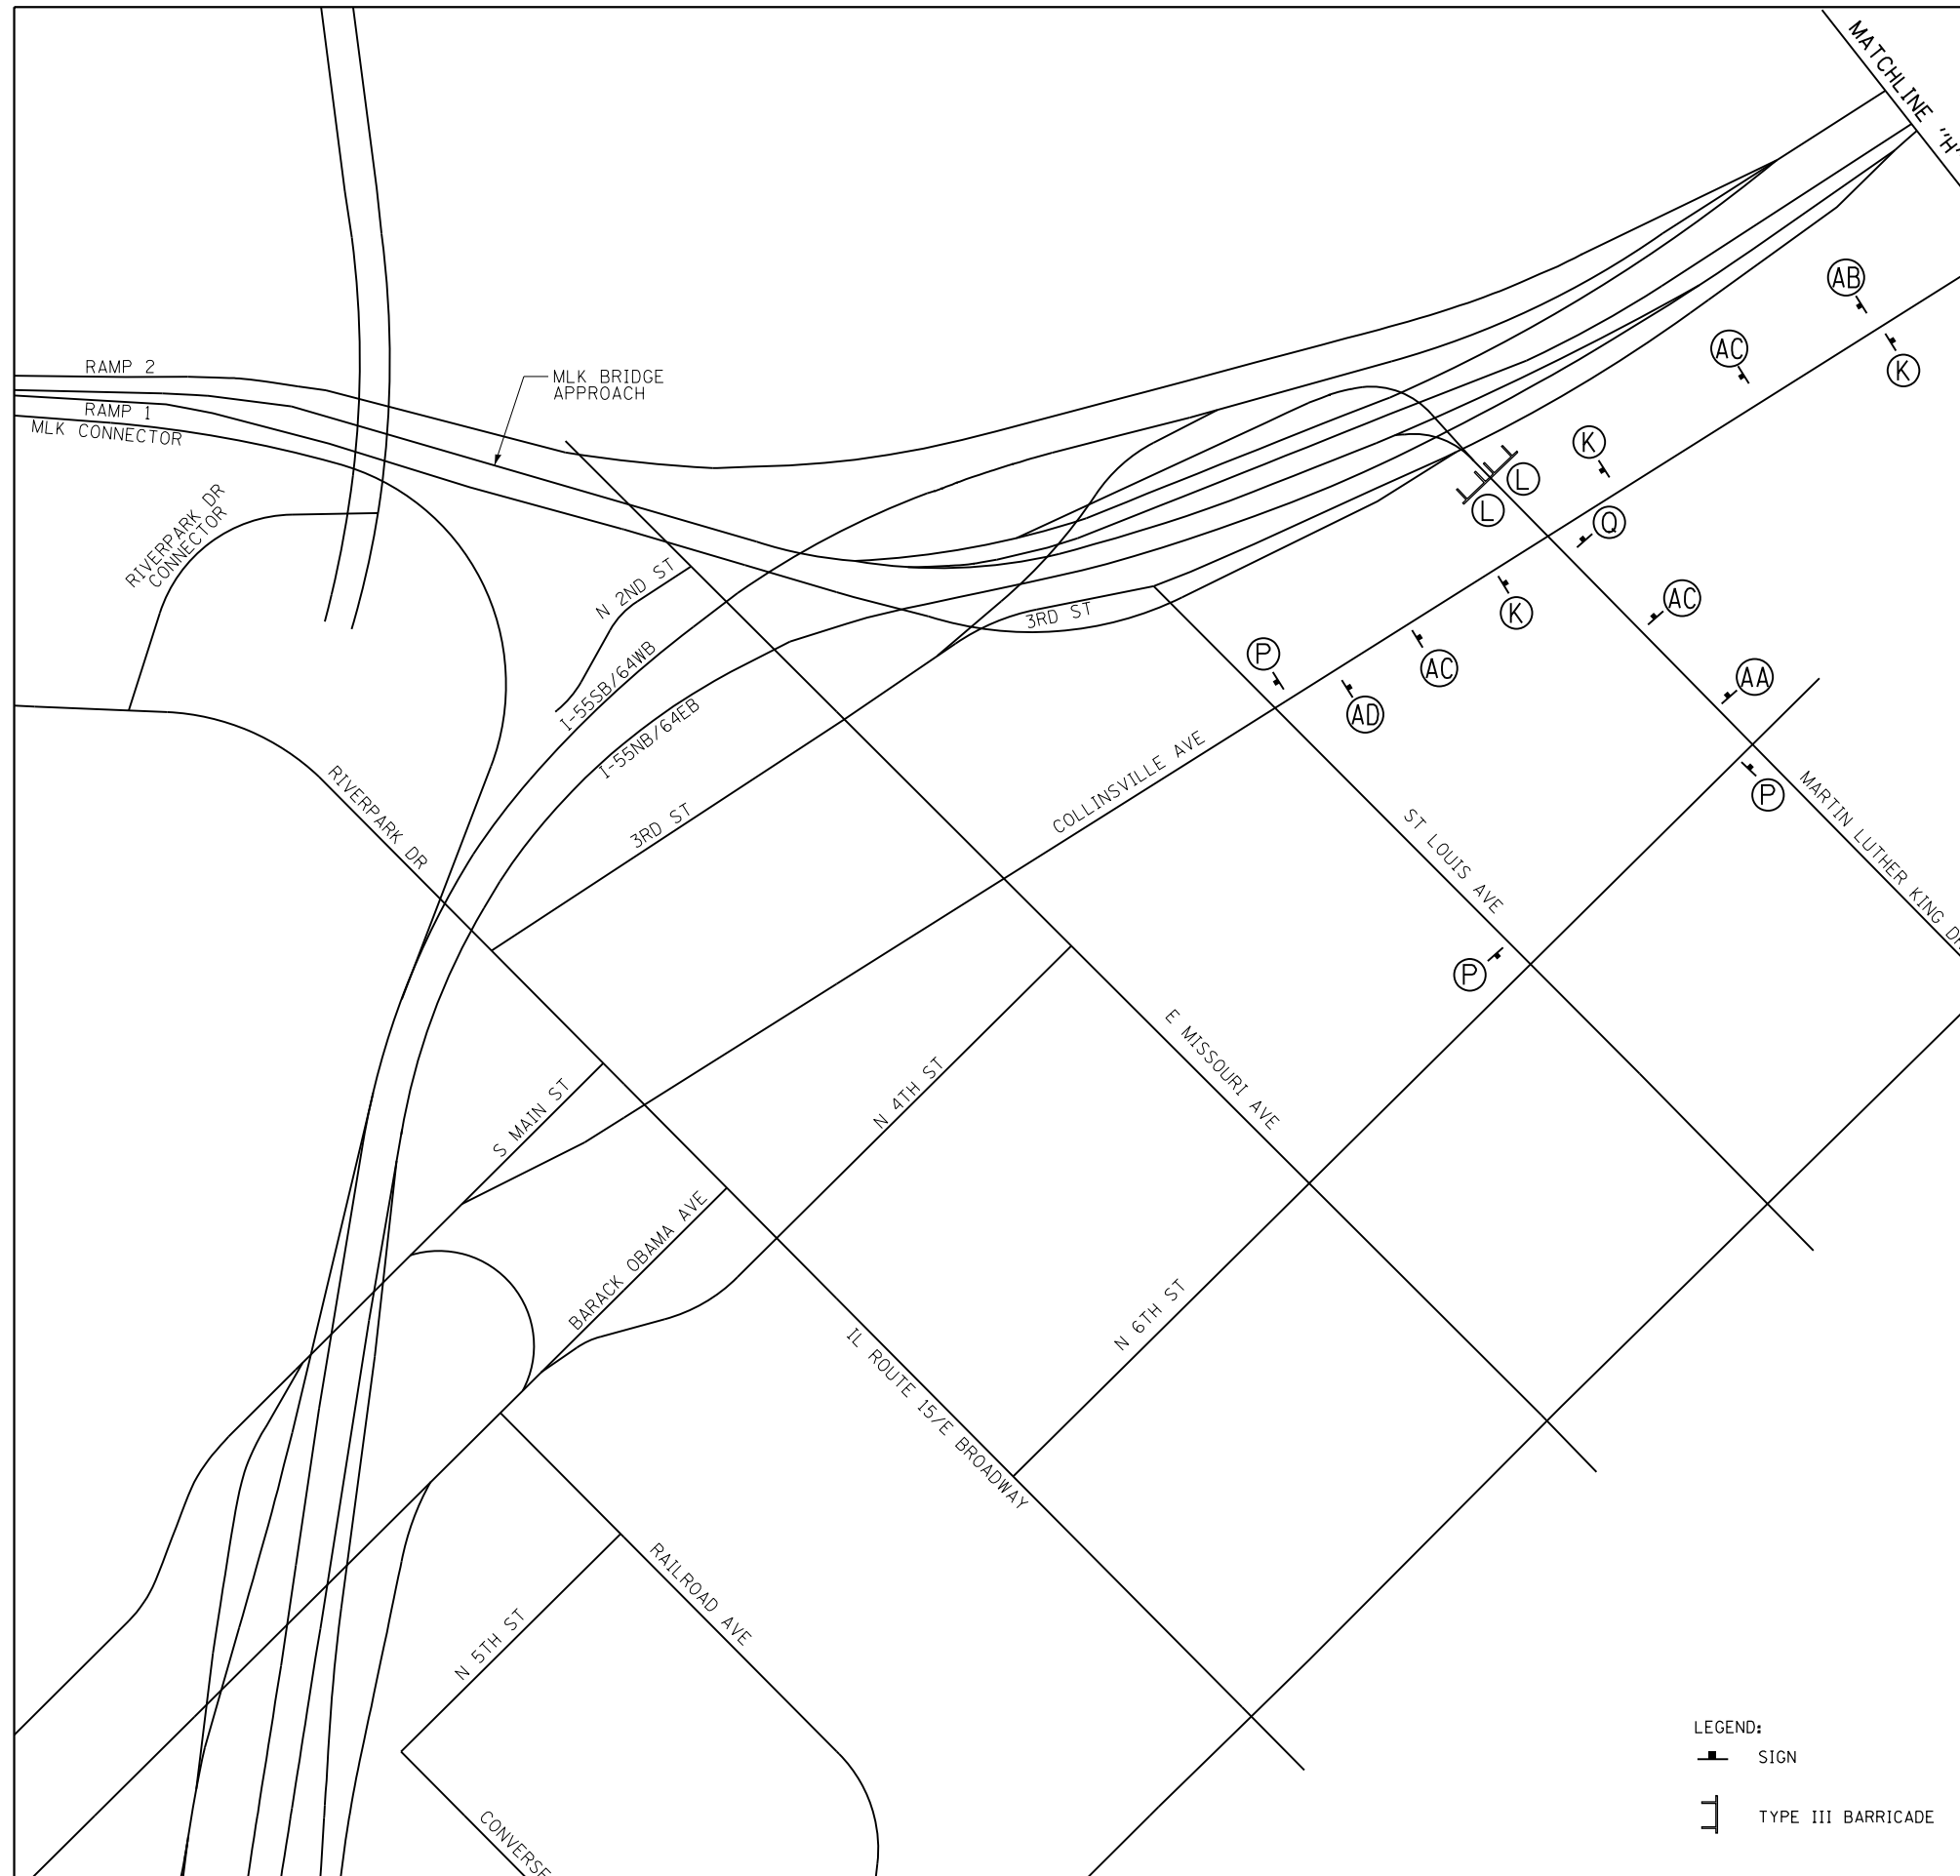 MATCHLINE "H"
AB
AC
K
RAMP 2
MLK BRIDGE
APPROACH
RAMP 1
MLK CONNECTOR
K
L
L
Q
RIVERPARK DR
CONNECTOR
N 2ND ST
3RD ST
K
AC
I-55SB/64WB
P
AC
AD
AA
I-55NB/64EB
COLLINSVILLE AVE
P
RIVERPARK DR
3RD ST
ST LOUIS AVE
MARTIN LUTHER KING
P
E MISSOURI AVE
S MAIN ST
N 4TH ST
BARACK OBAMA AVE
N 6TH ST
IL ROUTE 15/E BROADWAY
RAILROAD AVE
N 5TH ST
CONVERSE
LEGEND:
SIGN
TYPE III BARRICADE